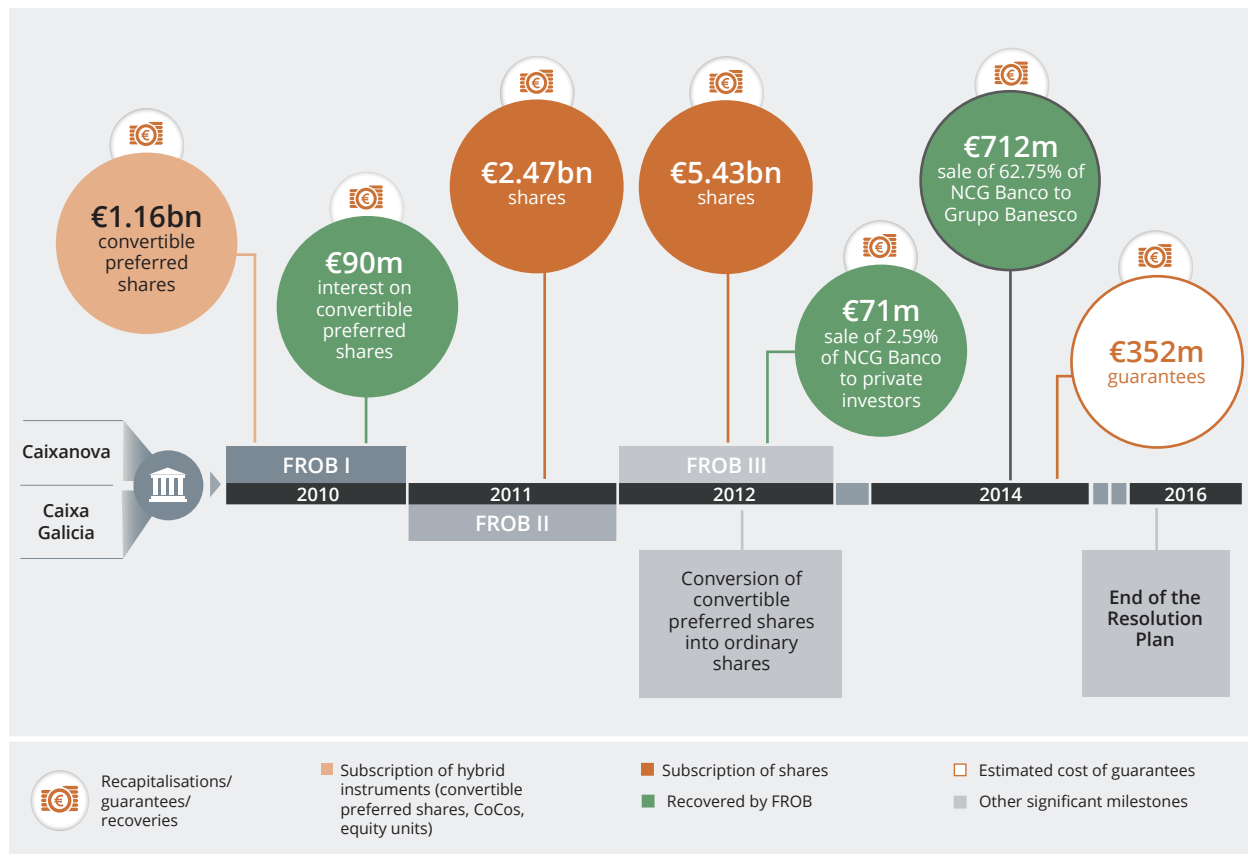 €1.16bn
convertible
preferred
shares
€90m
interest on
convertible
preferred
shares
€2.47bn
shares
€5.43bn
shares
€71m
sale of 2.59%
of NCG Banco
to private
investors
€712m
sale of 62.75% of
NCG Banco to
Grupo Banesco
€352m
guarantees
Caixanova
Caixa
Galicia
FROB I
2010
2011
FROB II
FROB III
2012
2014
2016
Conversion of
convertible
preferred shares
into ordinary
shares
End of the
Resolution
Plan
Recapitalisations/
guarantees/
recoveries
Subscription of hybrid
instruments (convertible
preferred shares, CoCos,
equity units)
Subscription of shares
Recovered by FROB
Estimated cost of guarantees
Other significant milestones